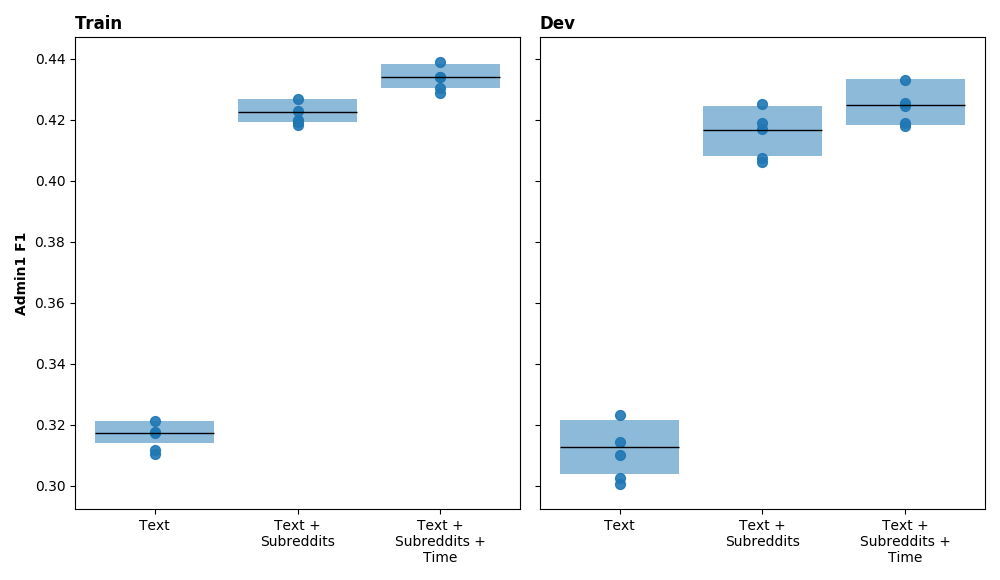 Train
Dev
Admin1 F1
0.44
0.42
0.40
0.38
0.36
0.34
0.32
0.30
Text
Text +
Subreddits
Text +
Subreddits +
Time
Text
Text +
Subreddits
Text +
Subreddits +
Time